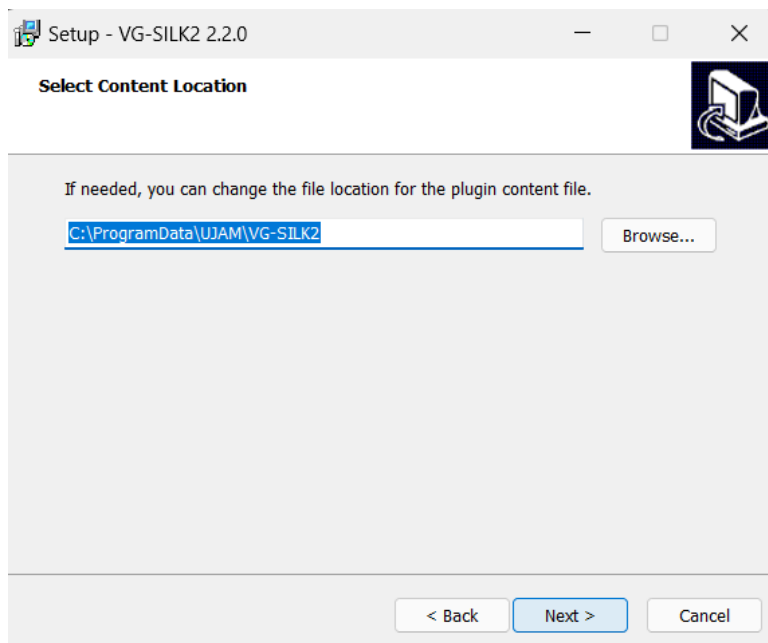 Setup - VG-SILK2 2.2.0
Select Content Location
If needed, you can change the file location for the plugin content file.
C:\ProgramData\UJAM\VG-SILK2
Browse...
< Back
Next >
Cancel